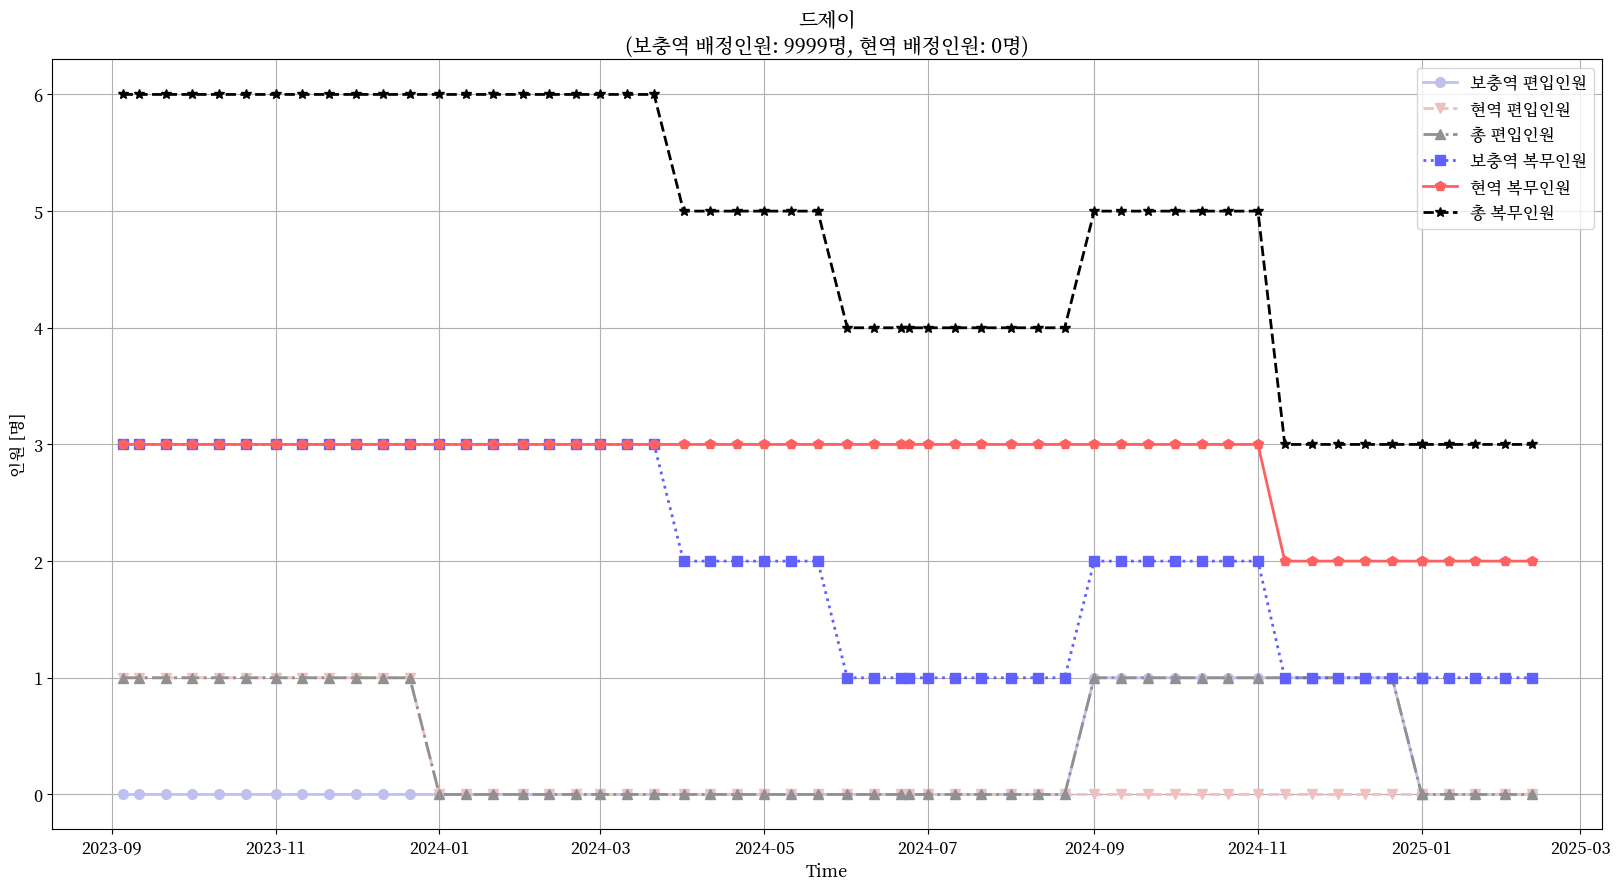 드제이
(보충역 배정인원: 9999명, 현역 배정인원: 0명)
보충역 편입인원
현역 편입인원
총 편입인원
보충역 복무인원
현역 복무인원
총 복무인원
인원 [명]
6
5
4
3
2
1
0
2023-09
2023-11
2024-01
2024-03
2024-05
2024-07
2024-09
2024-11
2025-01
2025-03
Time